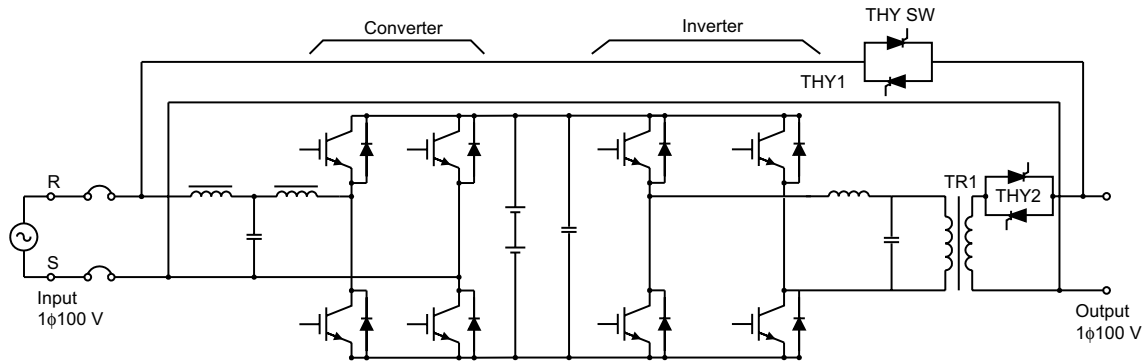 Converter
Inverter
THY SW
THY1
R
S
TR1
THY2
Input
1ϕ100 V
Output
1ϕ100 V